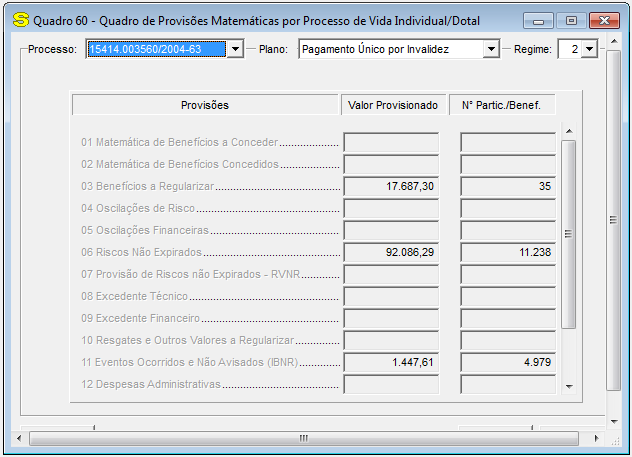 S Quadro 60 - Quadro de Provisões Matemáticas por Processo de Vida Individual/Dotal
Processo: 15414.003560/2004-63 Plano: Pagamento Único por Invalidez Regime: 2
Provisões Valor Provisionado N° Partic./Benef.
01 Matemática de Benefícios a Conceder
02 Matemática de Benefícios Concedidos
03 Benefícios a Regularizar 17.687,30 35
04 Oscilações de Risco
05 Oscilações Financeiras
06 Riscos Não Expirados 92.086,29 11.238
07 Provisão de Riscos não Expirados - RVNR
08 Excedente Técnico
09 Excedente Financeiro
10 Resgates e Outros Valores a Regularizar
11 Eventos Ocorridos e Não Avisados (IBNR) 1.447,61 4.979
12 Despesas Administrativas